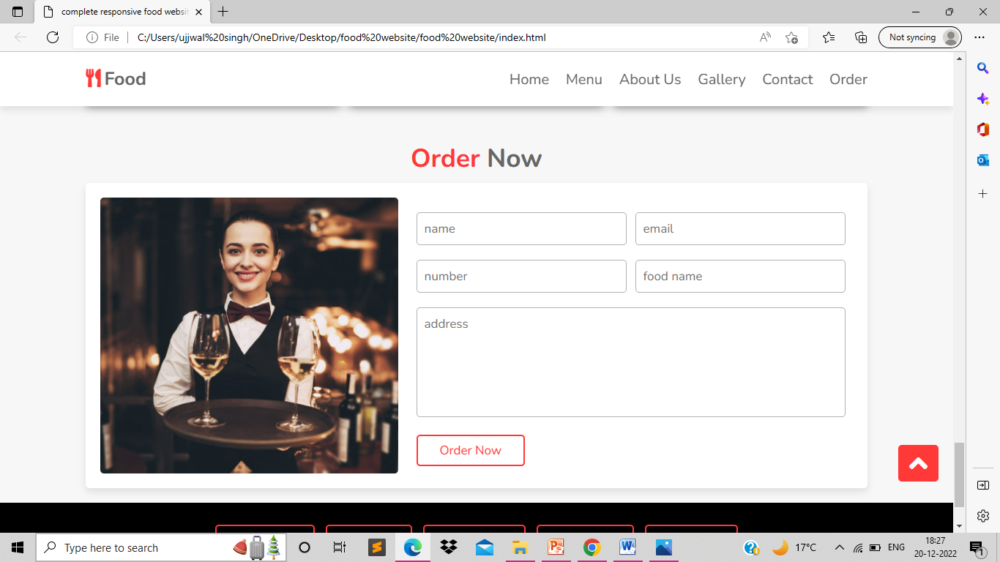 complete responsive food websi
File
C:/Users/ujjwal%20singh/OneDrive/Desktop/food%20website/food%20website/index.html
Not syncing
Food
Home Menu About Us Gallery Contact Order
Order Now
name email
number food name
address
Order Now
Type here to search
17°C
ENG
18:27
20-12-2022
1